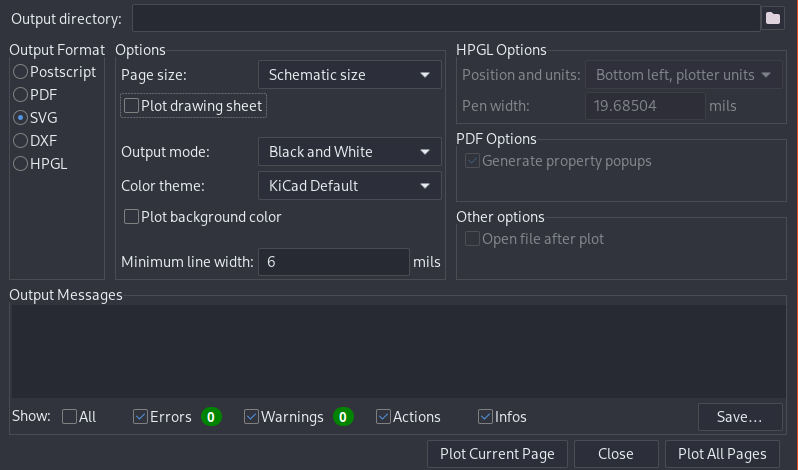 Output directory:
Output Format
Postscript
PDF
SVG
DXF
HPGL
Options
Page size: Schematic size
Plot drawing sheet
Output mode: Black and White
Color theme: KiCad Default
Plot background color
Minimum line width: 6 mils
HPGL Options
Position and units: Bottom left, plotter units
Pen width: 19.68504 mils
PDF Options
Generate property popups
Other options
Open file after plot
Output Messages
Show: All Errors 0 Warnings 0 Actions Infos Save...
Plot Current Page Close Plot All Pages